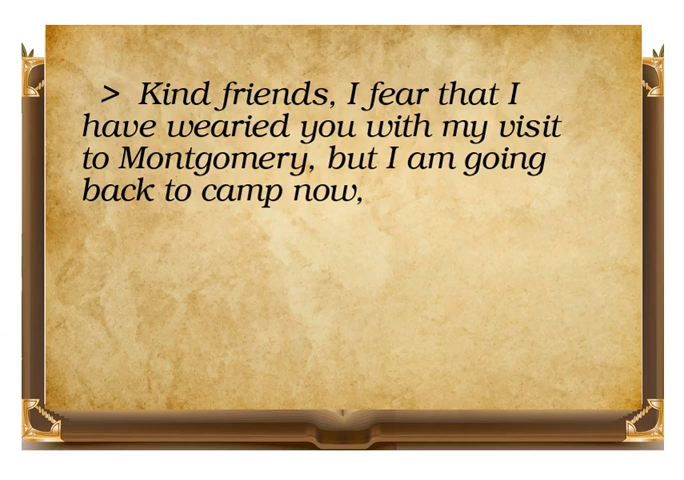 > Kind friends, I fear that I
have wearied you with my visit
to Montgomery, but I am going
back to camp now,